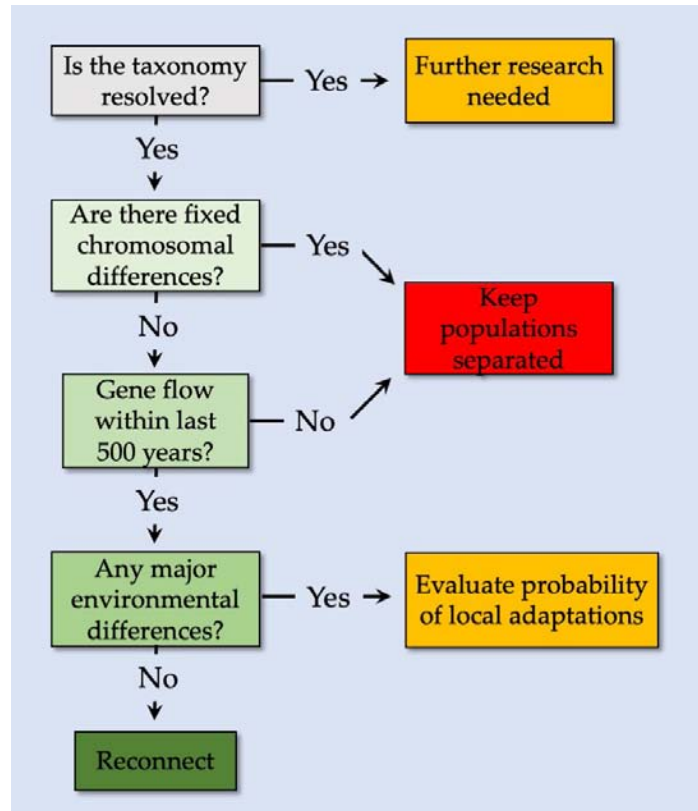 Is the taxonomy
resolved?
Yes
Further research
needed
Yes
Are there fixed
chromosomal
differences?
Yes
Keep
populations
separated
No
Gene flow
within last
500 years?
No
Yes
Any major
environmental
differences?
Yes
Evaluate probability
of local adaptations
No
Reconnect